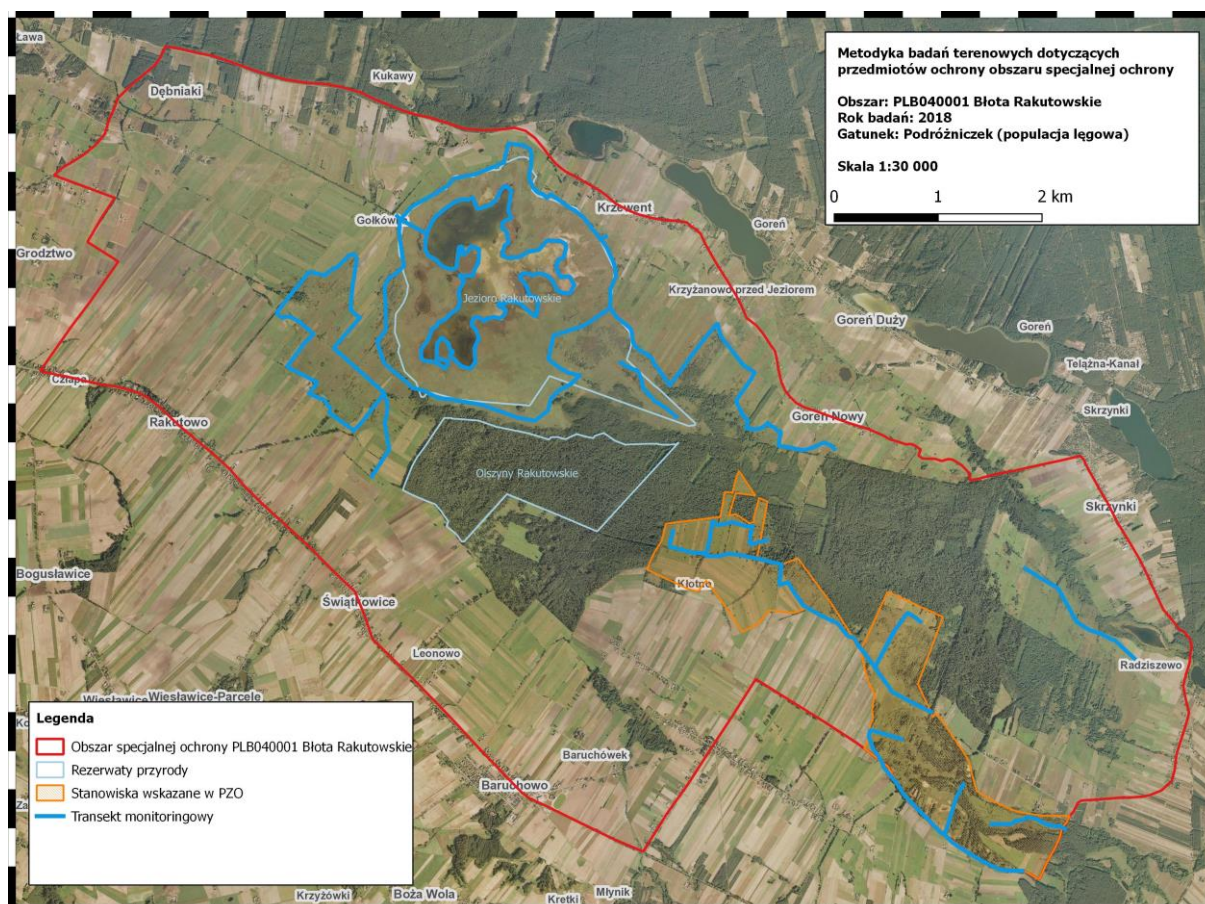 Metodyka badań terenowych dotyczących
przedmiotów ochrony obszaru specjalnej ochrony
Obszar: PLB040001 Błota Rakutowskie
Rok badań: 2018
Gatunek: Podróżniczek (populacja lęgowa)
Skala 1:30 000
0 1 2 km
Ława
Kukawy
Dębniaki
Gołkówka
Krzewent
Goreń
Grodztwo
Krzyżanowo przed Jeziorem
Jezioro Rakutowskie
Goreń Duży
Goreń
Telążna-Kanał
Człapa
Skrzynki
Rakutowo
Goreń Nowy
Olszyny Rakutowskie
Skrzynki
Bogusławice
Kłotno
Świątkowice
Leonowo
Radziszewo
Wiesławice
Wiesławice-Parcele
Baruchówek
Baruchowo
Legenda
Obszar specjalnej ochrony PLB040001 Błota Rakutowskie
Rezerwaty przyrody
Stanowiska wskazane w PZO
Transekt monitoringowy
Krzyżówki
Boża Wola
Kretki
Młynik